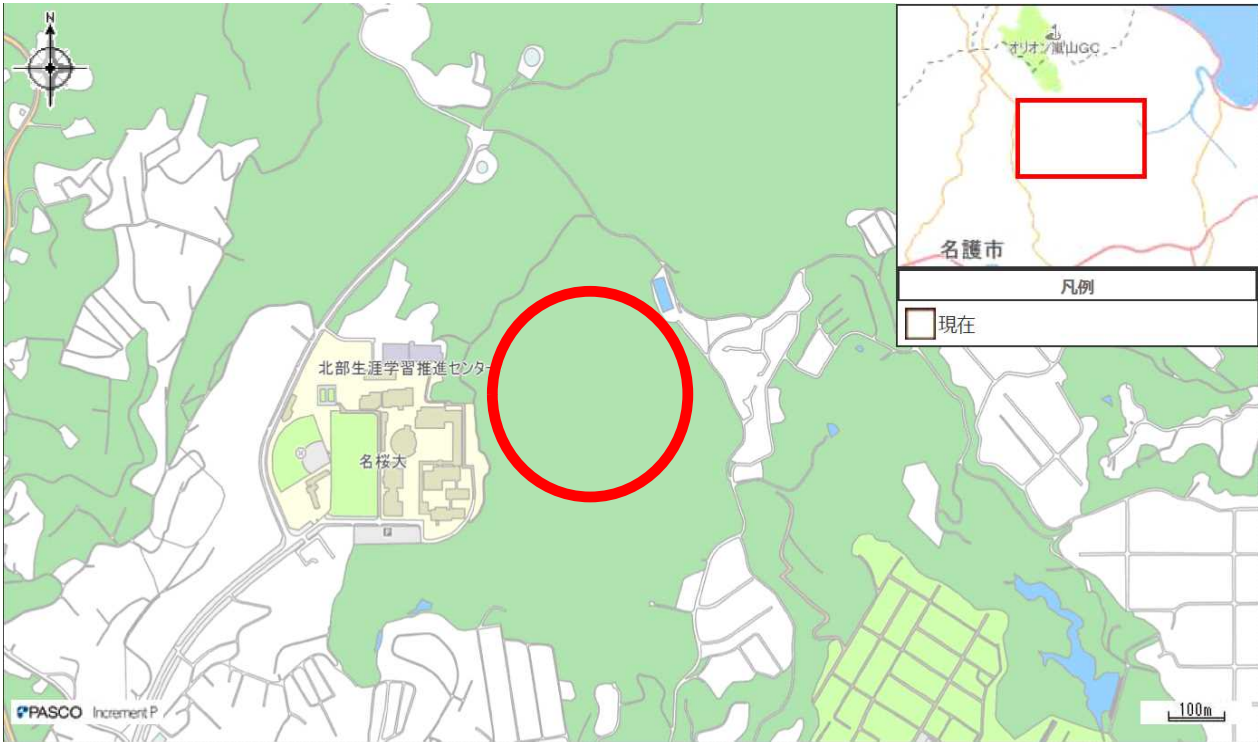 N
オリオン嵐山GC
名護市
凡例
現在
北部生涯学習推進センター
名桜大
P
PASCO Increment P
100m